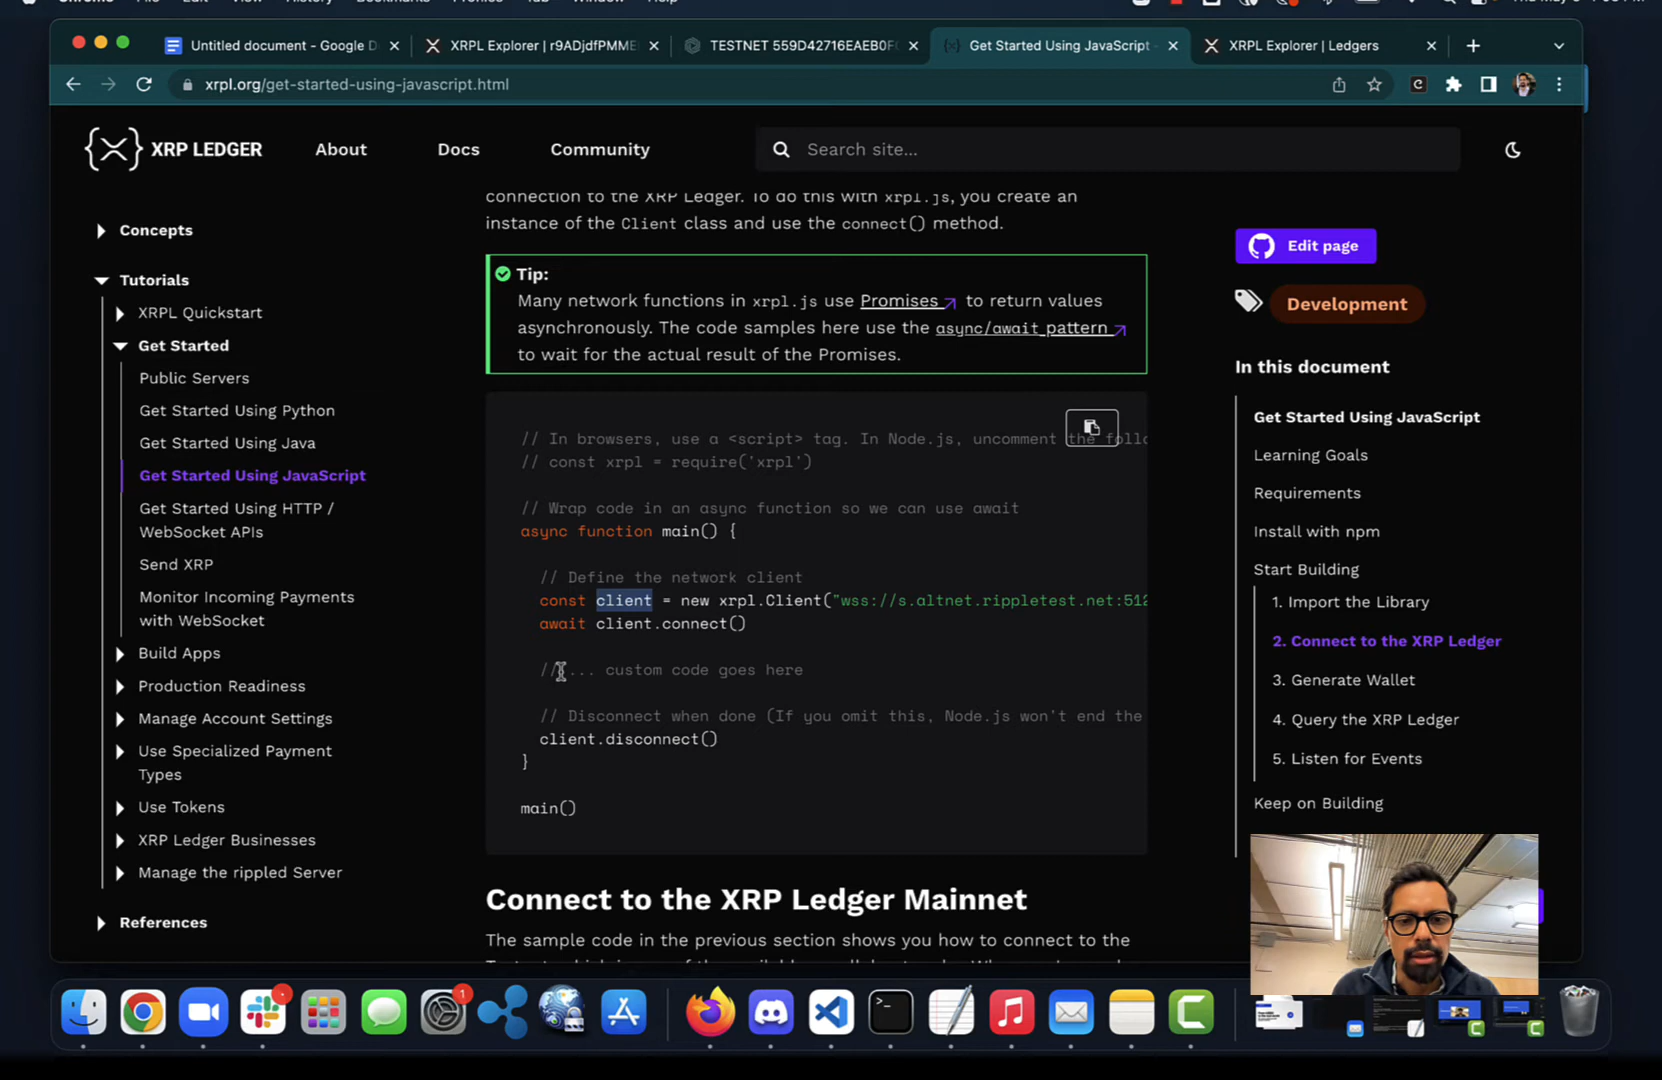 Untitled document - Google D
XRPL Explorer | r9ADjdfPMME
TESTNET 559D42716EAEB0F
Get Started Using JavaScript
XRPL Explorer | Ledgers
xrpl.org/get-started-using-javascript.html
XRP LEDGER
About
Docs
Community
Search site...
Concepts
Tutorials
XRPL Quickstart
Get Started
Public Servers
Get Started Using Python
Get Started Using Java
Get Started Using JavaScript
Get Started Using HTTP /
WebSocket APIs
Send XRP
Monitor Incoming Payments
with WebSocket
Build Apps
Production Readiness
Manage Account Settings
Use Specialized Payment
Types
Use Tokens
XRP Ledger Businesses
Manage the rippled Server
References
connection to the XRP Ledger. To do this with xrpl.js, you create an
instance of the Client class and use the connect() method.
Tip:
Many network functions in xrpl.js use Promises to return values
asynchronously. The code samples here use the async/await pattern
to wait for the actual result of the Promises.
// In browsers, use a <script> tag. In Node.js, uncomment the follo
// const xrpl = require('xrpl')
// Wrap code in an async function so we can use await
async function main() {
// Define the network client
const client = new xrpl.Client("wss://s.altnet.rippletest.net:512
await client.connect()
// ... custom code goes here
// Disconnect when done (If you omit this, Node.js won't end the
client.disconnect()
}
main()
Connect to the XRP Ledger Mainnet
The sample code in the previous section shows you how to connect to the
Edit page
Development
In this document
Get Started Using JavaScript
Learning Goals
Requirements
Install with npm
Start Building
1. Import the Library
2. Connect to the XRP Ledger
3. Generate Wallet
4. Query the XRP Ledger
5. Listen for Events
Keep on Building
1